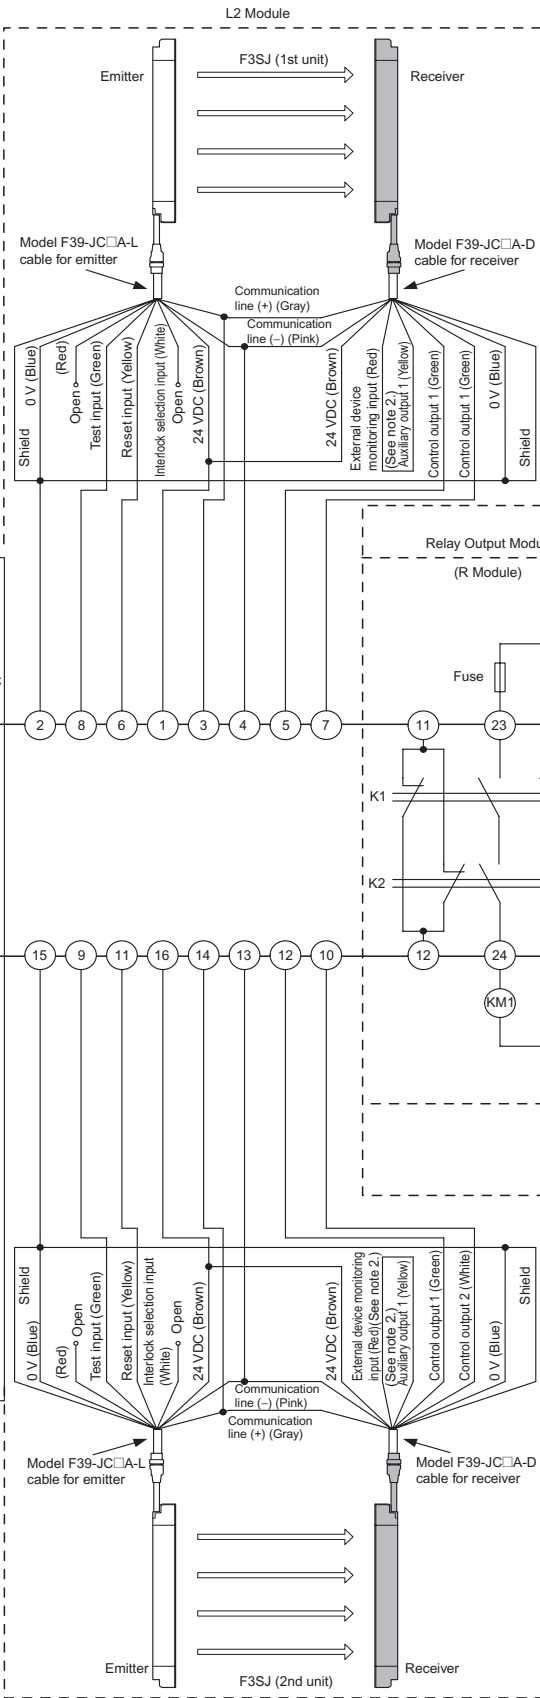 L2 Module
F3SJ (1st unit)
Emitter
Receiver
Model F39-JC□A-L
cable for emitter
Model F39-JC□A-D
cable for receiver
Communication
line (+) (Gray)
Communication
line (−) (Pink)
Shield
0 V (Blue)
(Red)
Open
Test input (Green)
Reset input (Yellow)
Interlock selection input (White)
Open
24 VDC (Brown)
24 VDC (Brown)
External device
monitoring input (Red)
(See note 2.)
Auxiliary output 1 (Yellow)
Control output 1 (Green)
Control output 1 (Green)
0 V (Blue)
Shield
Relay Output Modu
(R Module)
Fuse
2 8 6 1 3 4 5 7 11 23
K1
K2
15 9 11 16 14 13 12 10 12 24
KM1
Shield
0 V (Blue)
(Red)
Open
Test input (Green)
Reset input (Yellow)
Interlock selection input
(White)
Open
24 VDC (Brown)
24 VDC (Brown)
External device monitoring
input (Red)(See note 2.)
(See note 2.)
Auxiliary output 1 (Yellow)
Control output 1 (Green)
Control output 2 (White)
0 V (Blue)
Shield
Communication
line (−) (Pink)
Communication
line (+) (Gray)
Model F39-JC□A-L
cable for emitter
Model F39-JC□A-D
cable for receiver
Emitter
Receiver
F3SJ (2nd unit)